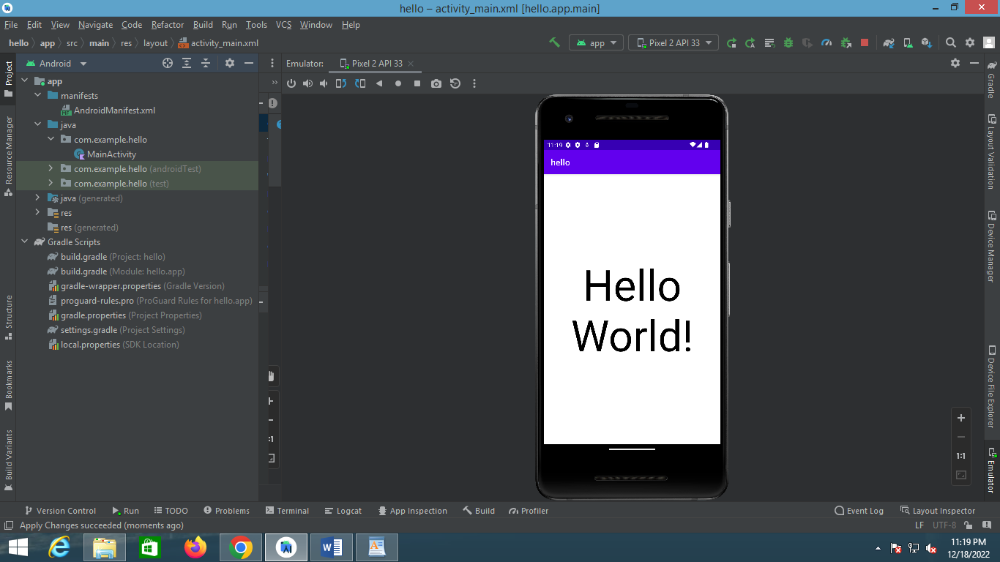 hello – activity_main.xml [hello.app.main]
File Edit View Navigate Code Refactor Build Run Tools VCS Window Help
hello app src main res layout activity_main.xml app Pixel 2 API 33
Android Emulator: Pixel 2 API 33
app
manifests
AndroidManifest.xml
java
com.example.hello
MainActivity
com.example.hello (androidTest)
com.example.hello (test)
java (generated)
res
res (generated)
Gradle Scripts
build.gradle (Project: hello)
build.gradle (Module: hello.app)
gradle-wrapper.properties (Gradle Version)
proguard-rules.pro (ProGuard Rules for hello.app)
gradle.properties (Project Properties)
settings.gradle (Project Settings)
local.properties (SDK Location)
Project
Resource Manager
Structure
Bookmarks
Build Variants
11:19
hello
Hello
World!
1:1
1:1
Gradle
Layout Validation
Device Manager
Device File Explorer
Emulator
Version Control Run TODO Problems Terminal Logcat App Inspection Build Profiler Event Log Layout Inspector
Apply Changes succeeded (moments ago) LF UTF-8
11:19 PM
12/18/2022